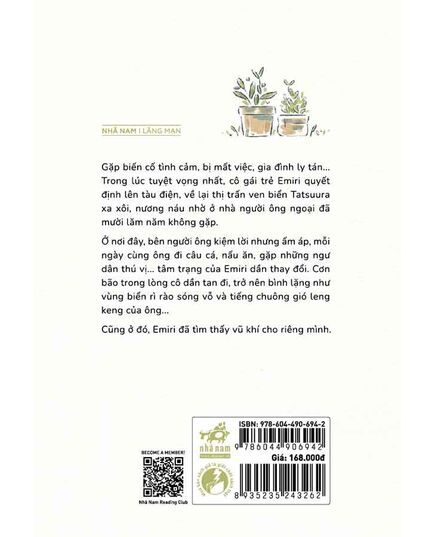 NHÃ NAM | LÃNG MẠN
Gặp biến cố tình cảm, bị mất việc, gia đình ly tán...
Trong lúc tuyệt vọng nhất, cô gái trẻ Emiri quyết
định lên tàu điện, về lại thị trấn ven biển Tatsuura
xa xôi, nương náu nhờ ở nhà người ông ngoại đã
mười lăm năm không gặp.
Ở nơi đây, bên người ông kiệm lời nhưng ấm áp, mỗi
ngày cùng ông đi câu cá, nấu ăn, gặp những ngư
dân thú vị... tâm trạng của Emiri dần thay đổi. Cơn
bão trong lòng cô dần tan đi, trở nên bình lặng như
vùng biển rì rào sóng vỗ và tiếng chuông gió leng
keng của ông...
Cũng ở đó, Emiri đã tìm thấy vũ khí cho riêng mình.
BECOME A MEMBER!
Nhã Nam Reading Club
nhã nam
ISBN: 978-604-490-694-2
9 786044 906942
Giá: 168.000đ
8 935235 243262